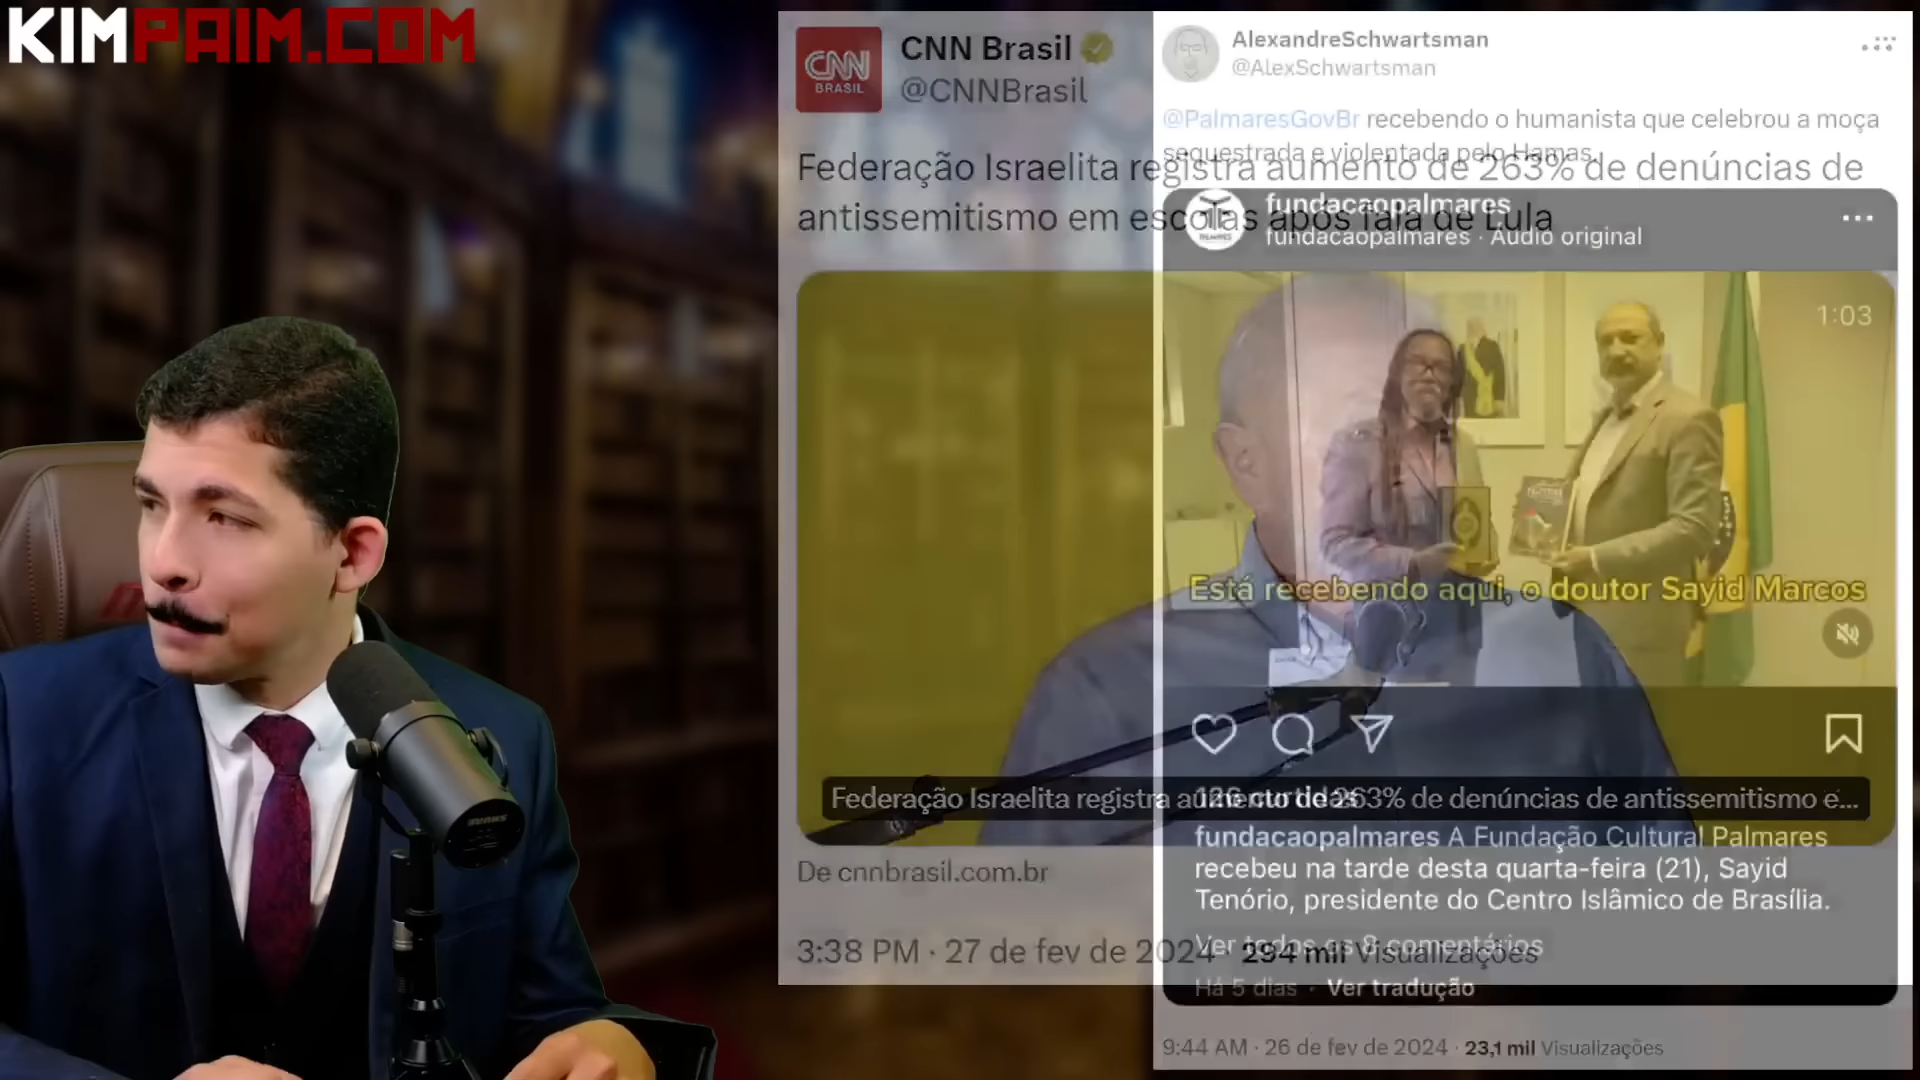 KIMPAIM.COM
CNN Brasil
@CNNBrasil
CNN
BRASIL
Federação Israelita registra aumento de 263% de denúncias de
antissemitismo em escolas após fala de Lula
Federação Israelita registra aumento de 263% de denúncias de antissemitismo e...
De cnnbrasil.com.br
3:38 PM · 27 de fev de 2024 · 294 mil Visualizações
AlexandreSchwartsman
@AlexSchwartsman
@PalmaresGovBr recebendo o humanista que celebrou a moça
sequestrada e violentada pelo Hamas.
fundacaopalmares
fundacaopalmares · Áudio original
1:03
Está recebendo aqui, o doutor Sayid Marcos
curtidas
fundacaopalmares A Fundação Cultural Palmares
recebeu na tarde desta quarta-feira (21), Sayid
Tenório, presidente do Centro Islâmico de Brasília.
Ver todos os 8 comentários
Há 5 dias · Ver tradução
9:44 AM · 26 de fev de 2024 · 23,1 mil Visualizações